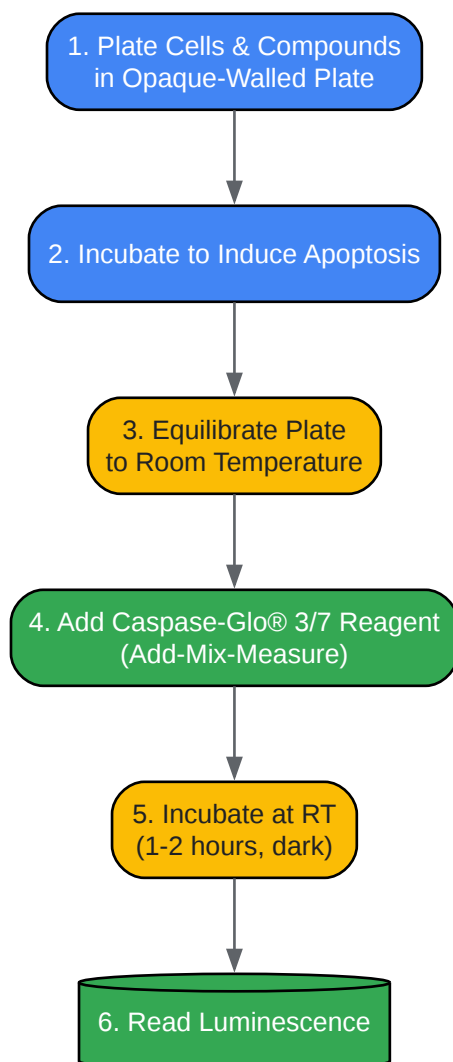 1. Plate Cells & Compounds
in Opaque-Walled Plate
2. Incubate to Induce Apoptosis
3. Equilibrate Plate
to Room Temperature
4. Add Caspase-Glo® 3/7 Reagent
(Add-Mix-Measure)
5. Incubate at RT
(1-2 hours, dark)
6. Read Luminescence